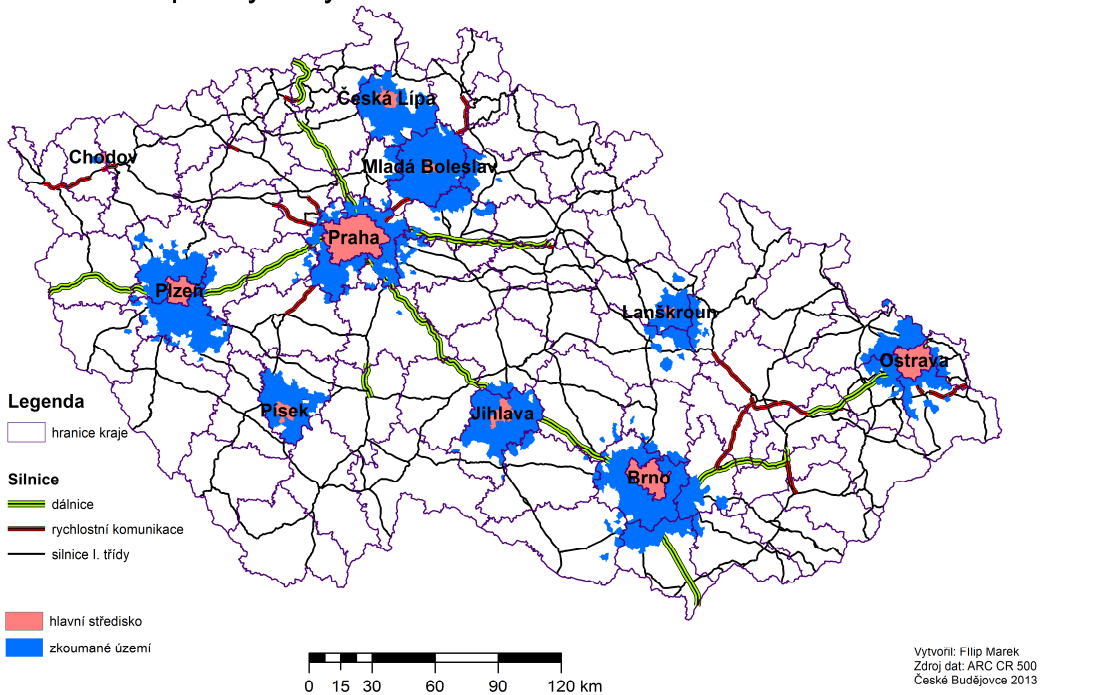 Česká Lípa
Chodov
Mladá Boleslav
Praha
Plzeň
Lanškroun
Ostrava
Písek
Jihlava
Brno
Legenda
hranice kraje
Silnice
dálnice
rychlostní komunikace
silnice I. třídy
hlavní středisko
zkoumané území
0 15 30 60 90 120 km
Vytvořil: FIlip Marek
Zdroj dat: ARC CR 500
České Budějovce 2013